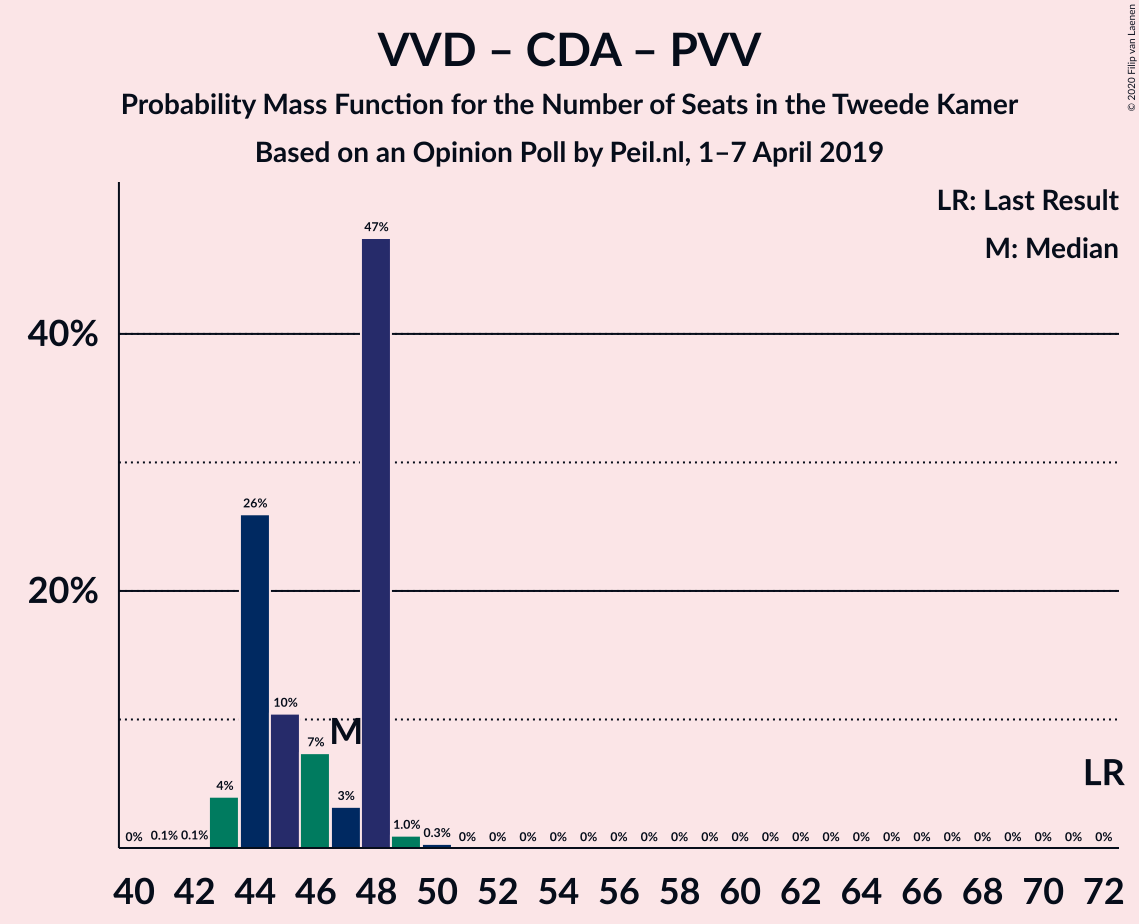 VVD – CDA – PVV
Probability Mass Function for the Number of Seats in the Tweede Kamer
Based on an Opinion Poll by Peil.nl, 1–7 April 2019
© 2020 Filip van Laenen
LR: Last Result
M: Median
40%
20%
0% 0.1% 0.1% 4% 26% 10% 7% 3% 47% 1.0% 0.3% 0% 0% 0% 0% 0% 0% 0% 0% 0% 0% 0% 0% 0% 0% 0% 0% 0% 0% 0% 0% 0% 0%
M
LR
40 42 44 46 48 50 52 54 56 58 60 62 64 66 68 70 72